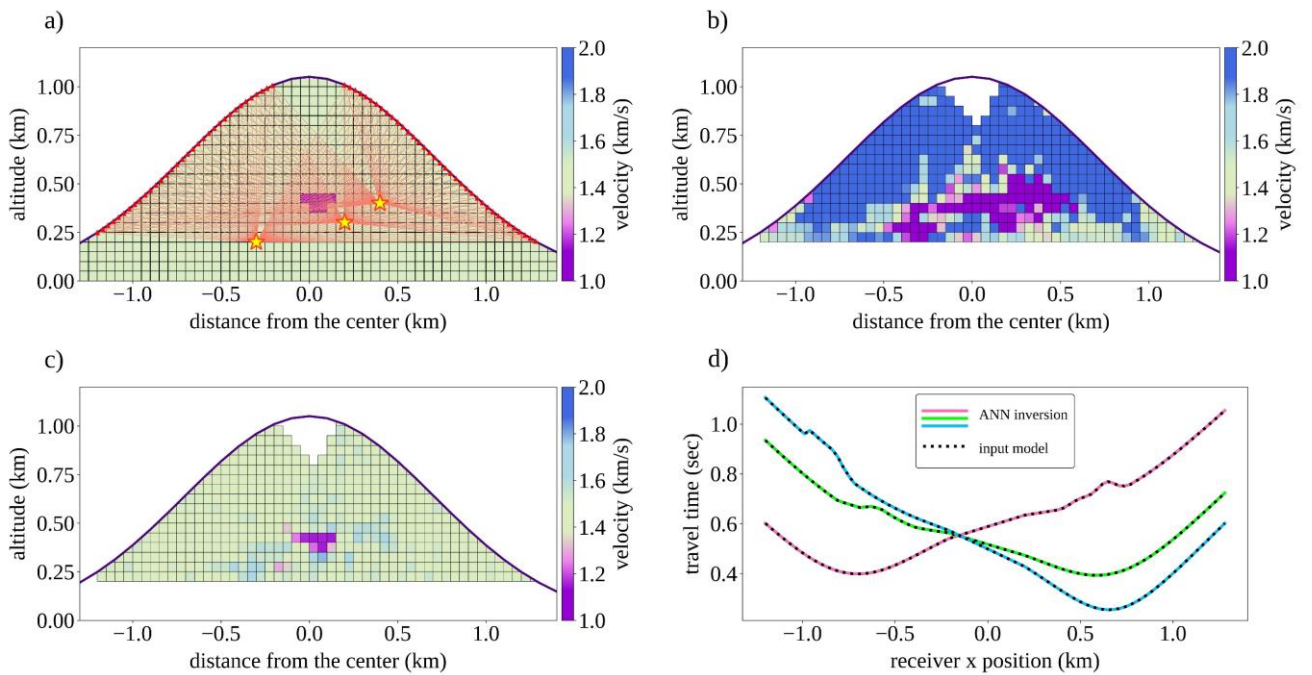 a)
b)
2.0
1.8
1.6
1.4
1.2
1.0
velocity (km/s)
1.00
0.75
0.50
0.25
0.00
altitude (km)
−1.0 −0.5 0.0 0.5 1.0
distance from the center (km)
2.0
1.8
1.6
1.4
1.2
1.0
velocity (km/s)
1.00
0.75
0.50
0.25
0.00
altitude (km)
−1.0 −0.5 0.0 0.5 1.0
distance from the center (km)
c)
d)
2.0
1.8
1.6
1.4
1.2
1.0
velocity (km/s)
1.00
0.75
0.50
0.25
0.00
altitude (km)
−1.0 −0.5 0.0 0.5 1.0
distance from the center (km)
ANN inversion
input model
1.0
0.8
0.6
0.4
travel time (sec)
−1.0 −0.5 0.0 0.5 1.0
receiver x position (km)